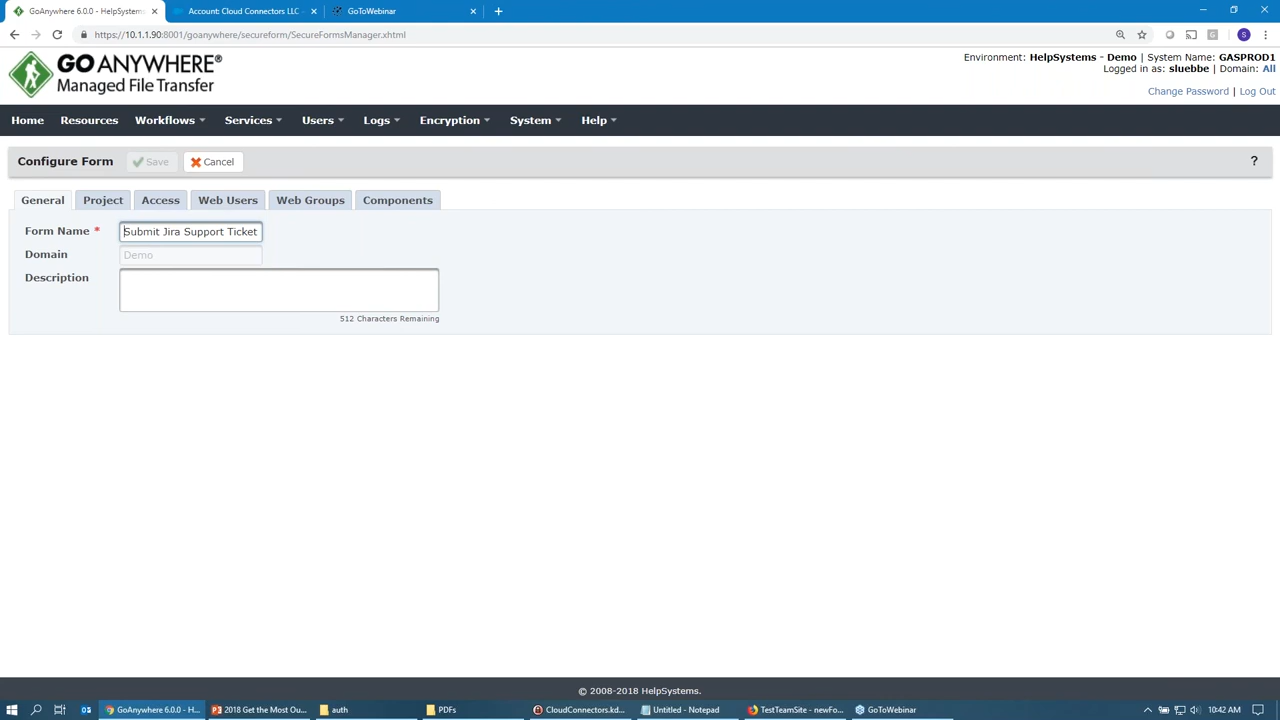 GoAnywhere 6.0.0 - HelpSystems -
Account: Cloud Connectors LLC -
GoToWebinar
https://10.1.1.90:8001/goanywhere/secureform/SecureFormsManager.xhtml
GOANYWHERE®
Managed File Transfer
Environment: HelpSystems - Demo | System Name: GASPROD1
Logged in as: sluebbe | Domain: All
Change Password | Log Out
Home Resources Workflows Services Users Logs Encryption System Help
Configure Form Save Cancel ?
General Project Access Web Users Web Groups Components
Form Name * Submit Jira Support Ticket
Domain Demo
Description
512 Characters Remaining
© 2008-2018 HelpSystems.
GoAnywhere 6.0.0 - H... 2018 Get the Most Ou... auth PDFs CloudConnectors.kd... Untitled - Notepad TestTeamSite - newFo... GoToWebinar 10:42 AM